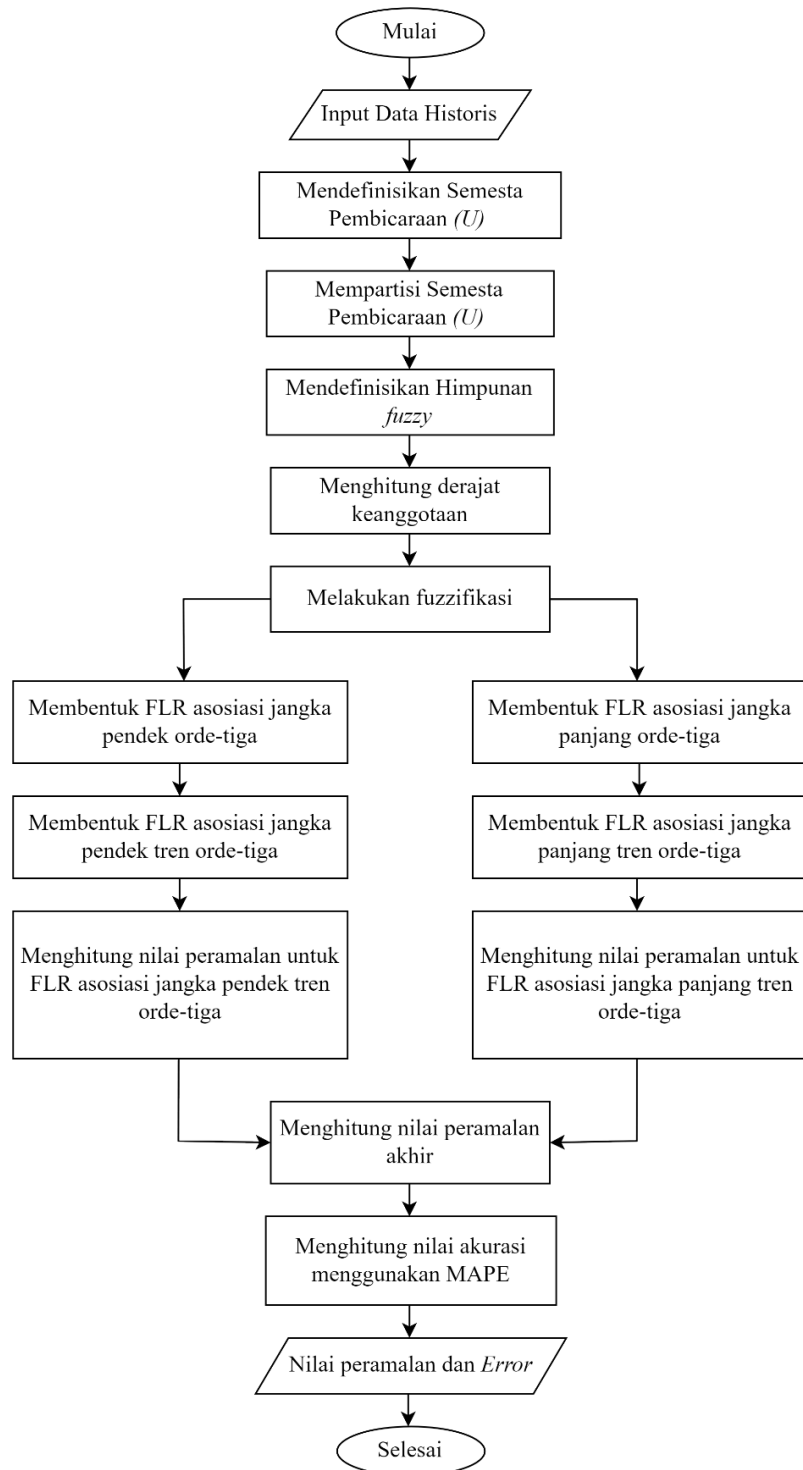 Mulai
Input Data Historis
Mendefinisikan Semesta
Pembicaraan (U)
Mempartisi Semesta
Pembicaraan (U)
Mendefinisikan Himpunan
fuzzy
Menghitung derajat
keanggotaan
Melakukan fuzzifikasi
Membentuk FLR asosiasi jangka
pendek orde-tiga
Membentuk FLR asosiasi jangka
pendek tren orde-tiga
Menghitung nilai peramalan untuk
FLR asosiasi jangka pendek tren
orde-tiga
Membentuk FLR asosiasi jangka
panjang orde-tiga
Membentuk FLR asosiasi jangka
panjang tren orde-tiga
Menghitung nilai peramalan untuk
FLR asosiasi jangka panjang tren
orde-tiga
Menghitung nilai peramalan
akhir
Menghitung nilai akurasi
menggunakan MAPE
Nilai peramalan dan Error
Selesai